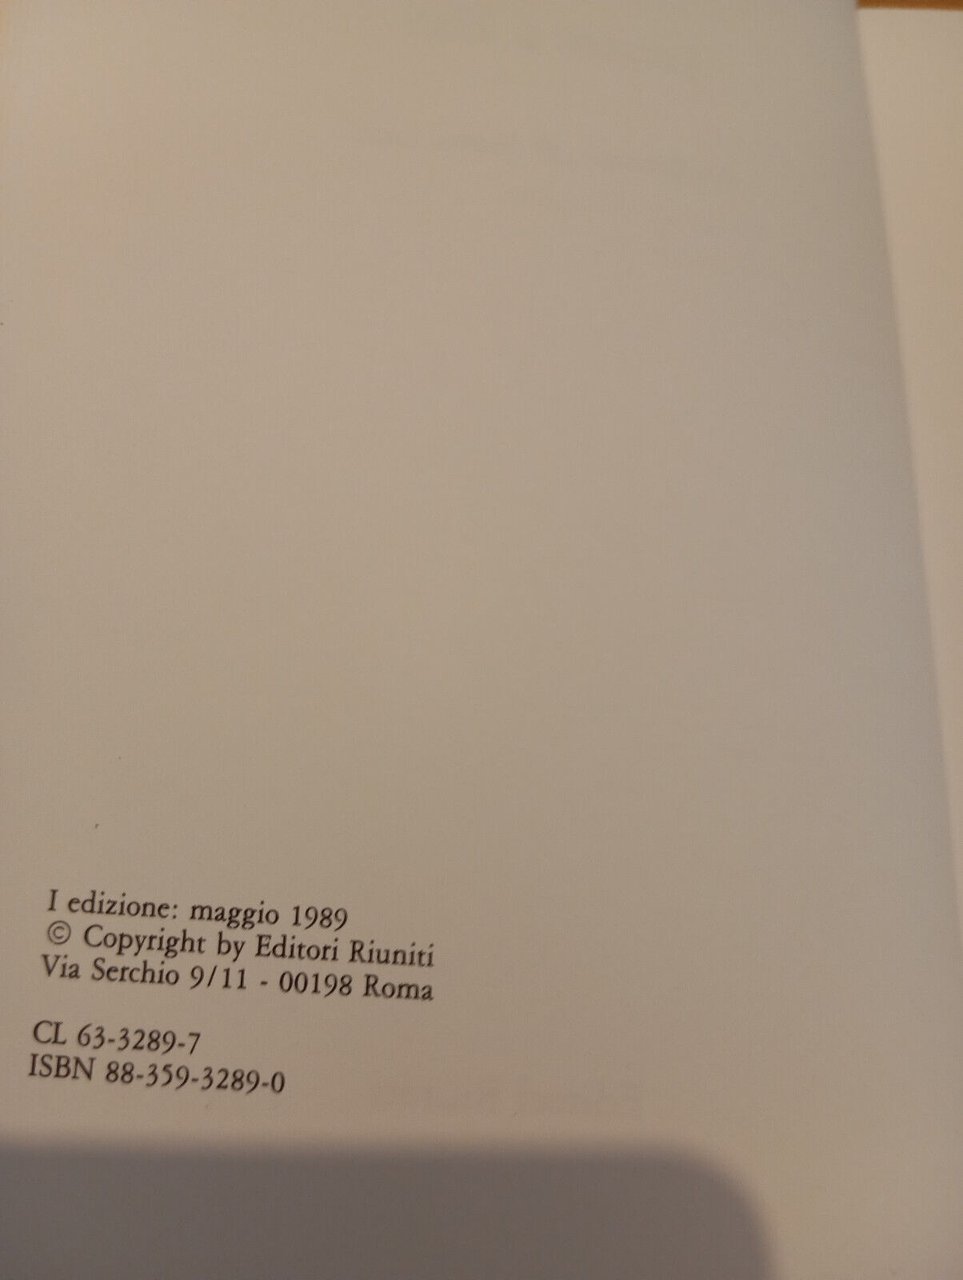 I edizione: maggio 1989
© Copyright by Editori Riuniti
Via Serchio 9/11 - 00198 Roma
CL 63-3289-7
ISBN 88-359-3289-0